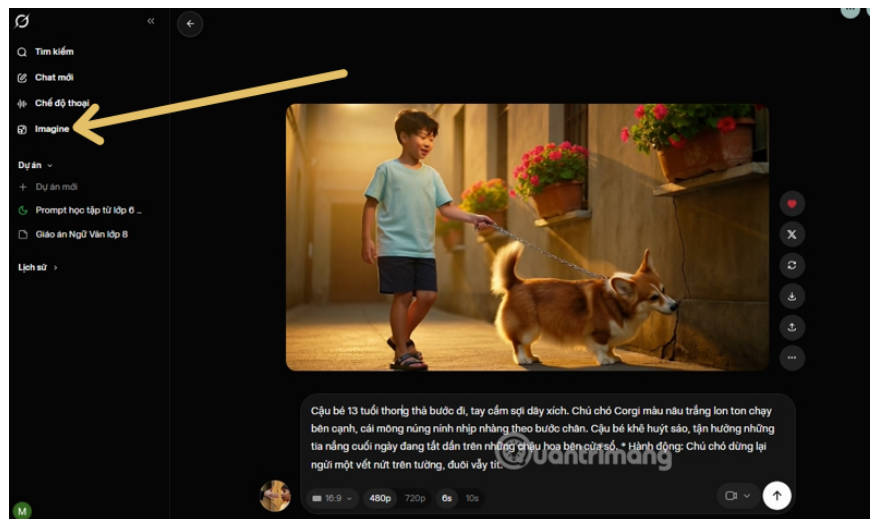 Tìm kiếm
Chat mới
Chế độ thoại
Imagine
Dự án
Dự án mới
Prompt học tập từ lớp 6 ...
Giáo án Ngữ Văn lớp 8
Lịch sử
M
Cậu bé 13 tuổi thong thả bước đi, tay cầm sợi dây xích. Chú chó Corgi màu nâu trắng lon ton chạy
bên cạnh, cái mông núng nính nhịp nhàng theo bước chân. Cậu bé khẽ huýt sáo, tận hưởng những
tia nắng cuối ngày đang tắt dần trên những chậu hoa bên cửa sổ. * Hành động: Chú chó dừng lại
ngửi một vết nứt trên tường, đuôi vẫy tít.
Quantrimang
16:9 480p 720p 6s 10s